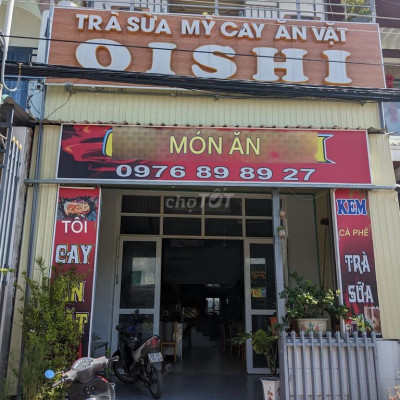 TRÀ SỮA MỲ CAY ĂN VẶT
OISHI
MÓN ĂN
0976 89 89 27
chợTỐT
TÔI
CAY
KEM
CÀ PHÊ
TRÀ
SỮA